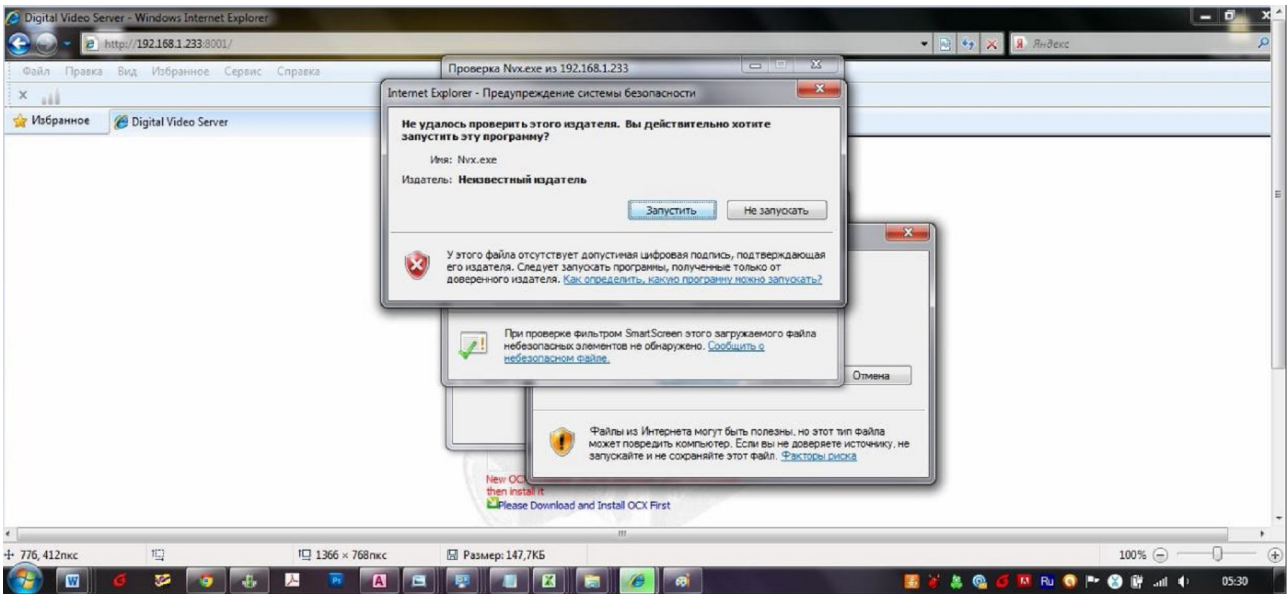 Digital Video Server - Windows Internet Explorer
http://192.168.1.233:8001/
Яндекс
Файл Правка Вид Избранное Сервис Справка
Избранное
Digital Video Server
Проверка Nvx.exe из 192.168.1.233
Internet Explorer - Предупреждение системы безопасности
Не удалось проверить этого издателя. Вы действительно хотите
запустить эту программу?
Имя: Nvx.exe
Издатель: Неизвестный издатель
Запустить
Не запускать
У этого файла отсутствует допустимая цифровая подпись, подтверждающая
его издателя. Следует запускать программы, полученные только от
доверенного издателя. Как определить, какую программу можно запускать?
При проверке фильтром SmartScreen этого загружаемого файла
небезопасных элементов не обнаружено. Сообщить о
небезопасном файле.
Отмена
Файлы из Интернета могут быть полезны, но этот тип файла
может повредить компьютер. Если вы не доверяете источнику, не
запускайте и не сохраняйте этот файл. Факторы риска
New OC
then install it
Please Download and Install OCX First
776, 412пкс
1366 × 768пкс
Размер: 147,7КБ
100%
Ru
05:30